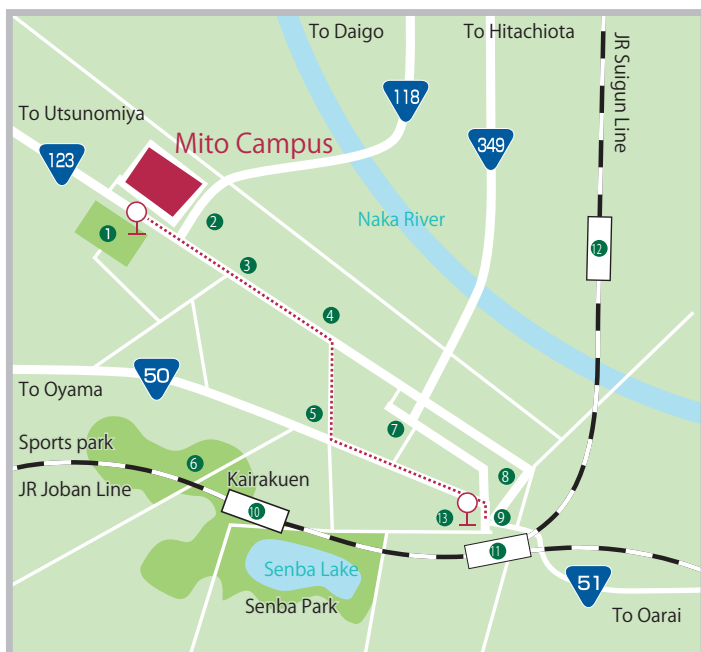 To Daigo
To Hitachiota
JR Suigun Line
118
To Utsunomiya
Mito Campus
349
123
Naka River
1
2
3
12
4
50
To Oyama
5
7
Sports park
6
Kairakuen
8
JR Joban Line
10
13
9
11
Senba Lake
51
Senba Park
To Oarai